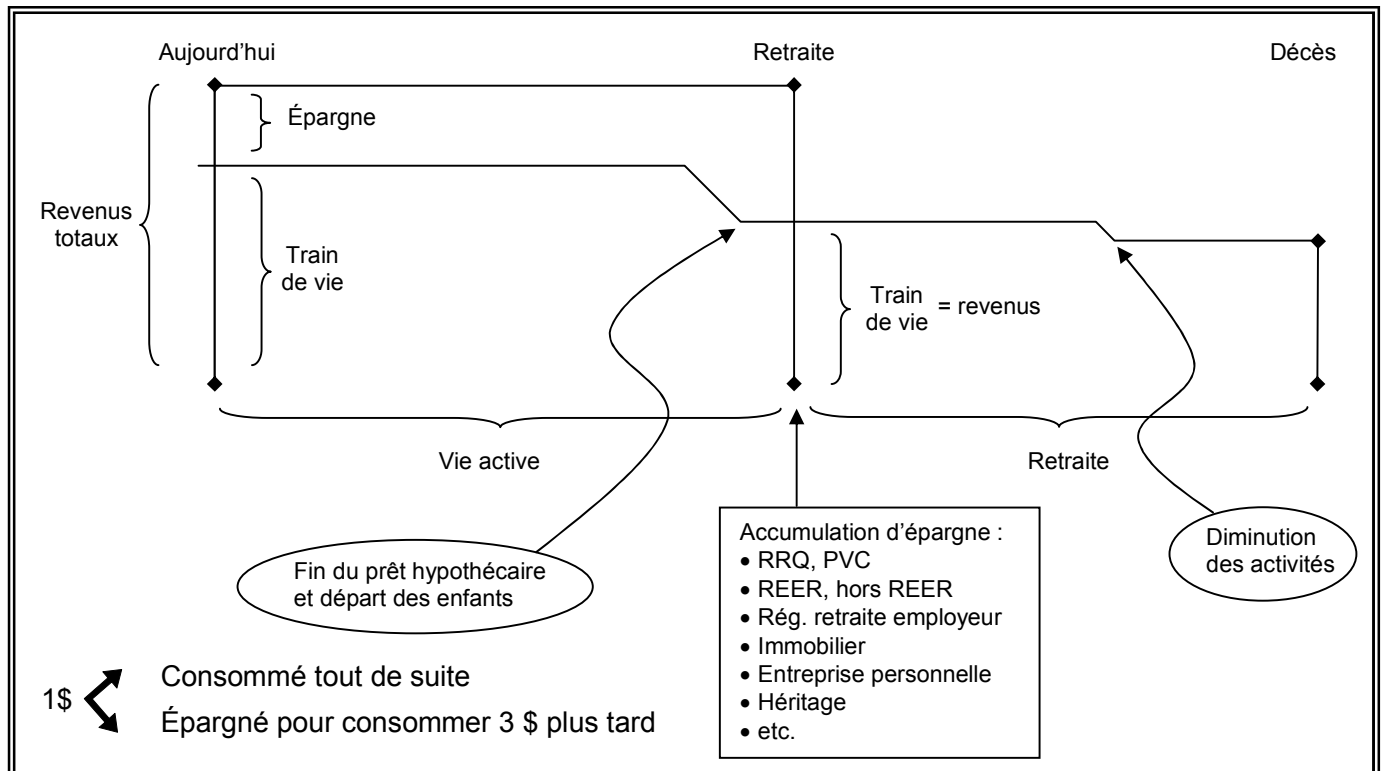 Aujourd'hui
Retraite
Décès
Épargne
Revenus
totaux
Train
de vie
Train
de vie
= revenus
Vie active
Retraite
Fin du prêt hypothécaire
et départ des enfants
Accumulation d'épargne :
• RRQ, PVC
• REER, hors REER
• Rég. retraite employeur
• Immobilier
• Entreprise personnelle
• Héritage
• etc.
Diminution
des activités
1$
Consommé tout de suite
Épargné pour consommer 3 $ plus tard